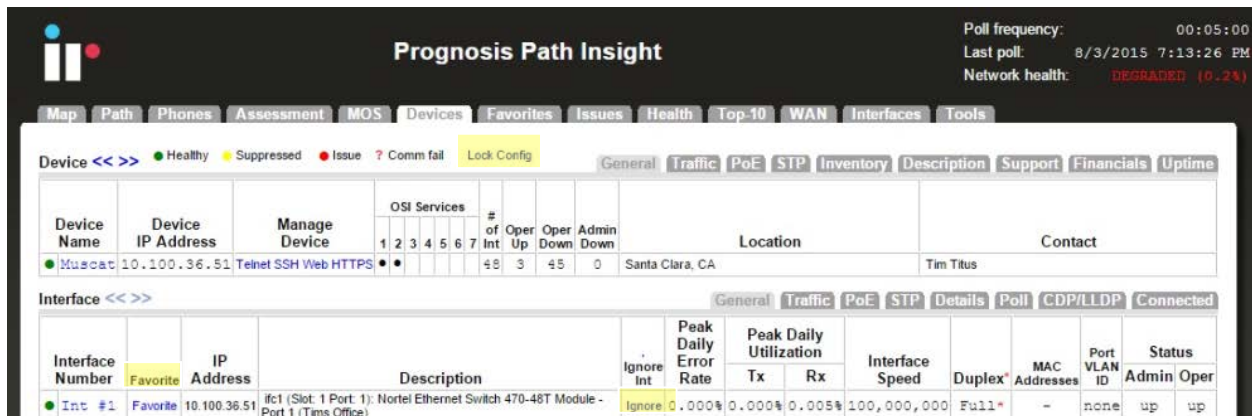 Prognosis Path Insight
Poll frequency: 00:05:00
Last poll: 8/3/2015 7:13:26 PM
Network health: DEGRADED (0.2%)
Map Path Phones Assessment MOS Devices Favorites Issues Health Top-10 WAN Interfaces Tools
Device << >> Healthy Suppressed Issue ? Comm fail Lock Config General Traffic PoE STP Inventory Description Support Financials Uptime
Device Name Device IP Address Manage Device OSI Services 1 2 3 4 5 6 7 # of Int Oper Up Oper Down Admin Down Location Contact
Muscat 10.100.36.51 Telnet SSH Web HTTPS 48 3 45 0 Santa Clara, CA Tim Titus
Interface << >> General Traffic PoE STP Details Poll CDP/LLDP Connected
Interface Number Favorite IP Address Description Ignore Int Peak Daily Error Rate Peak Daily Utilization Tx Rx Interface Speed Duplex* MAC Addresses Port VLAN ID Status Admin Oper
Int #1 Favorite 10.100.36.51 ifc1 (Slot: 1 Port: 1): Nortel Ethernet Switch 470-48T Module - Port 1 (Tims Office) Ignore 0.000% 0.000% 0.005% 100,000,000 Full* - none up up